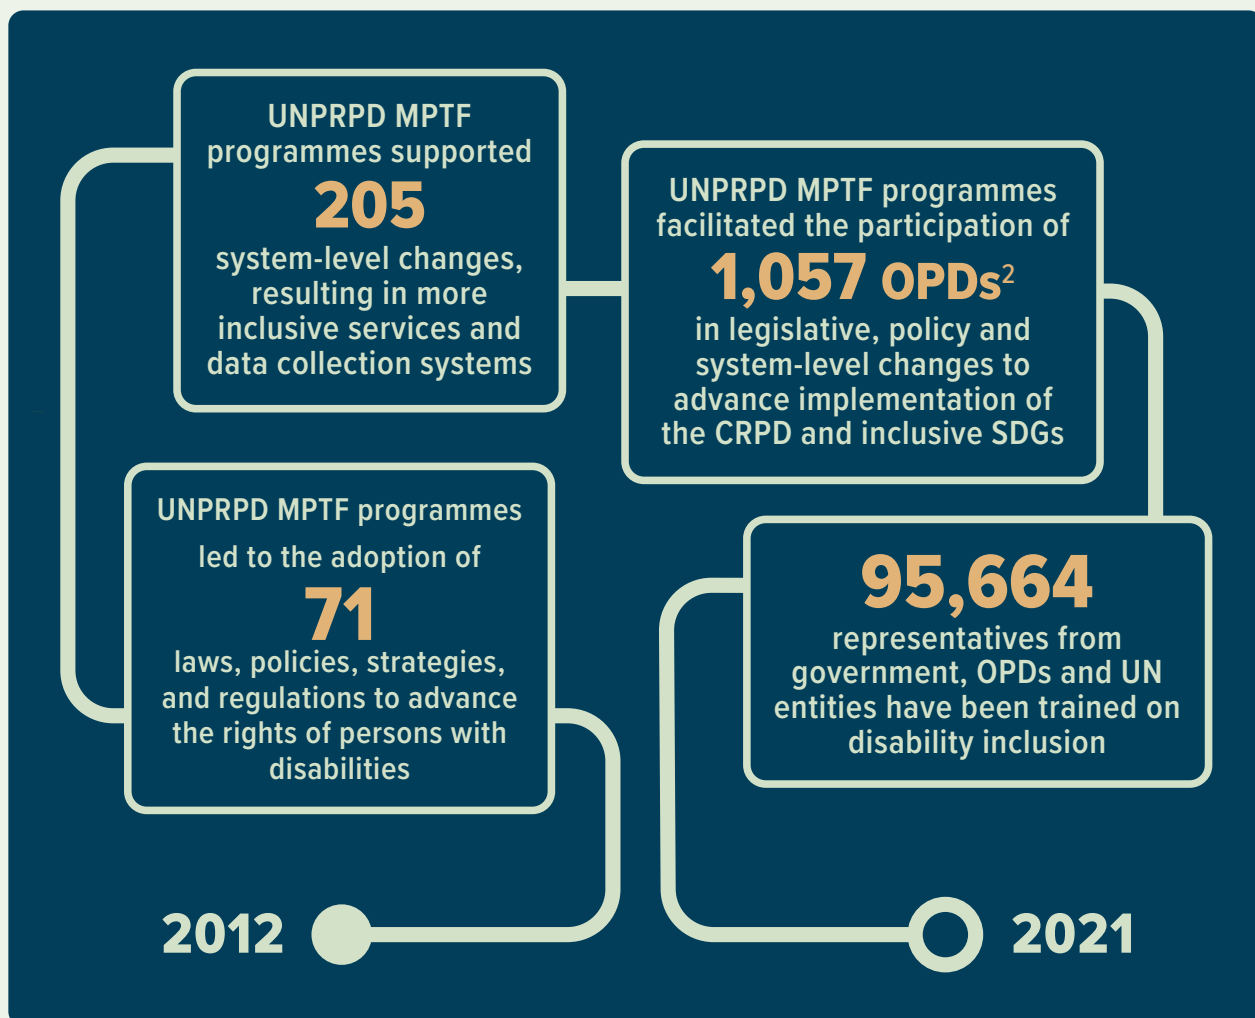 UNPRPD MPTF
programmes supported
205
system-level changes,
resulting in more
inclusive services and
data collection systems
UNPRPD MPTF programmes
facilitated the participation of
1,057 OPDs²
in legislative, policy and
system-level changes to
advance implementation of
the CRPD and inclusive SDGs
UNPRPD MPTF programmes
led to the adoption of
71
laws, policies, strategies,
and regulations to advance
the rights of persons with
disabilities
95,664
representatives from
government, OPDs and UN
entities have been trained on
disability inclusion
2012
2021